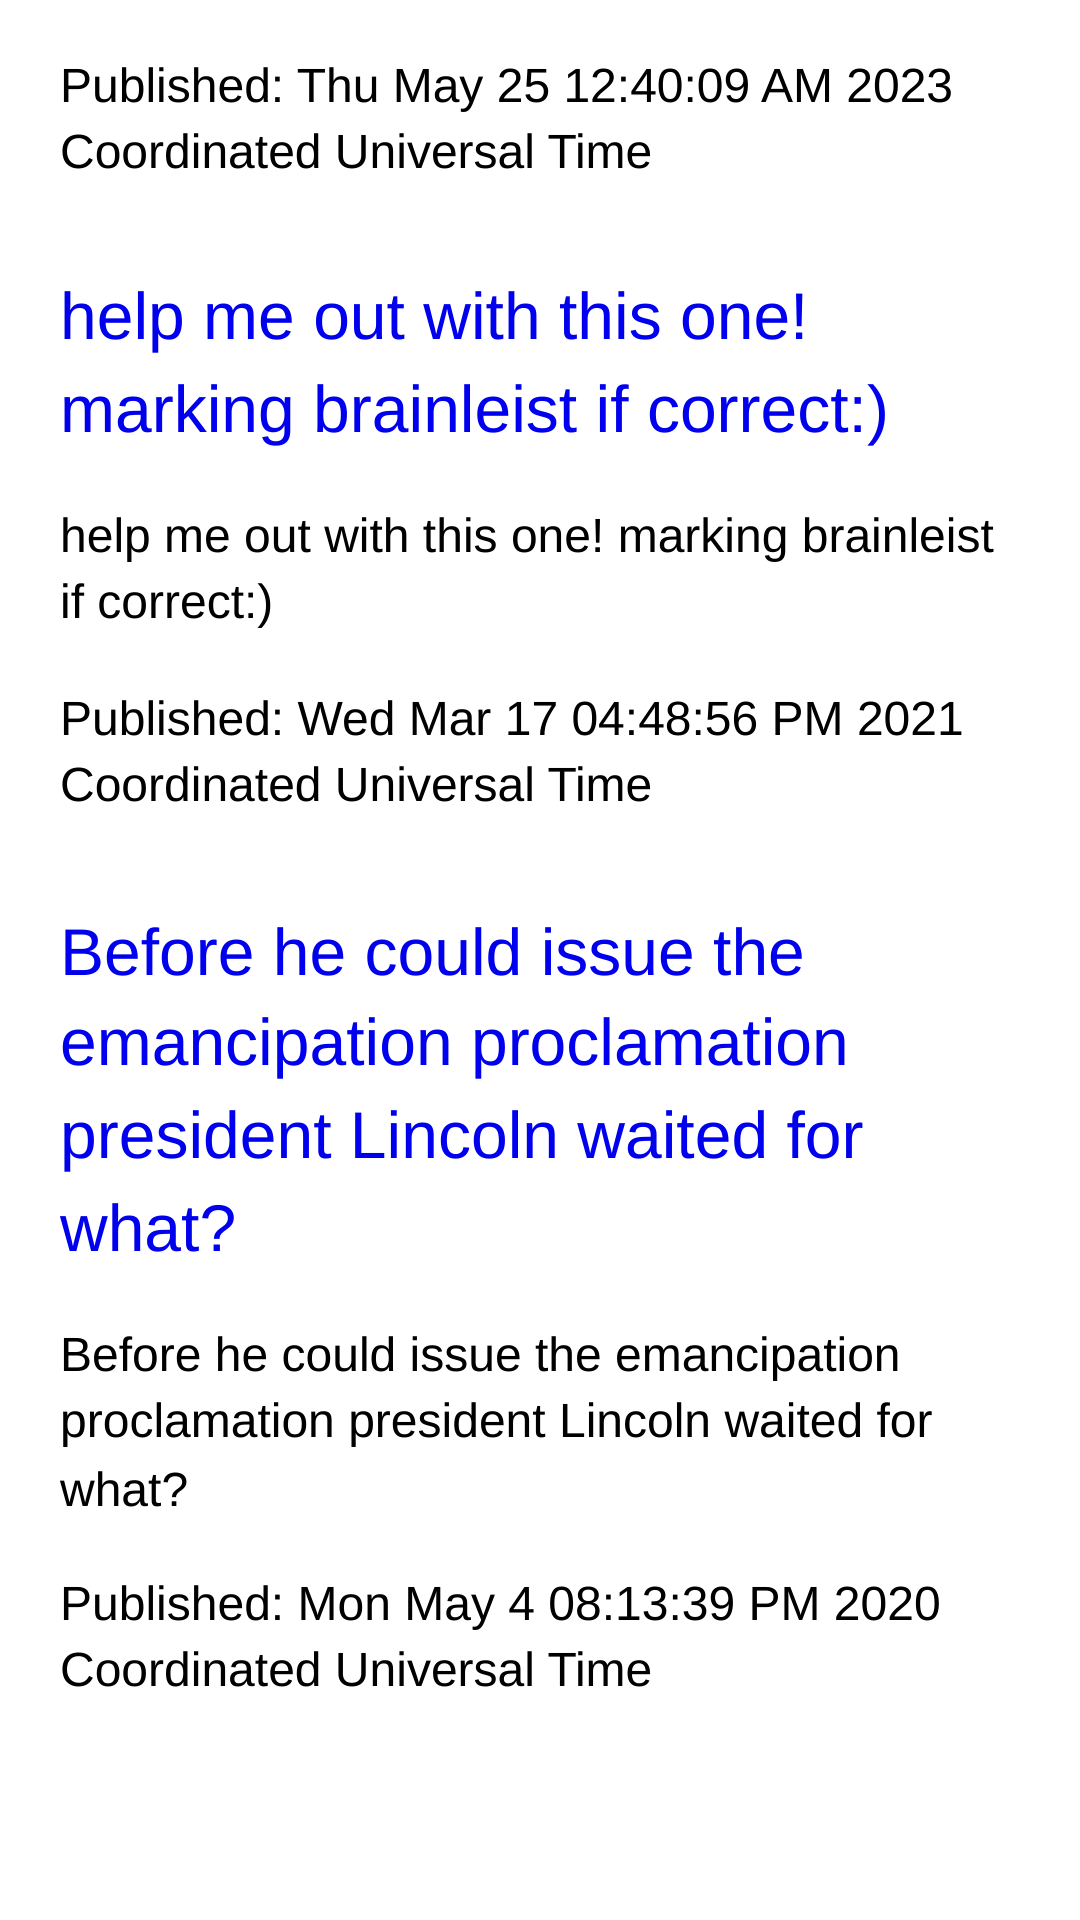 Published: Thu May 25 12:40:09 AM 2023
Coordinated Universal Time
help me out with this one!
marking brainleist if correct:)
help me out with this one! marking brainleist
if correct:)
Published: Wed Mar 17 04:48:56 PM 2021
Coordinated Universal Time
Before he could issue the
emancipation proclamation
president Lincoln waited for
what?
Before he could issue the emancipation
proclamation president Lincoln waited for
what?
Published: Mon May 4 08:13:39 PM 2020
Coordinated Universal Time